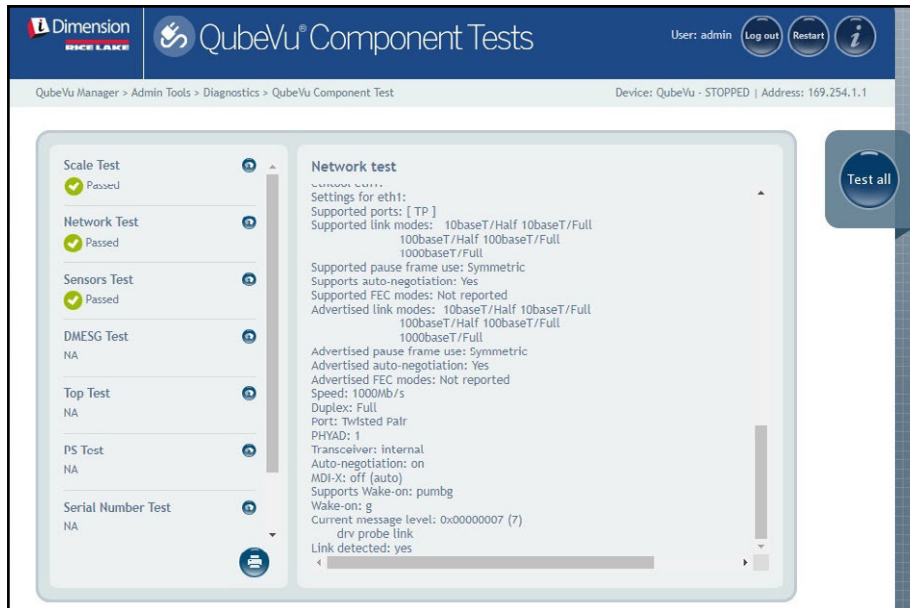 iDimension
RICE LAKE
QubeVu® Component Tests
User: admin
Log out
Restart
i
QubeVu Manager > Admin Tools > Diagnostics > QubeVu Component Test
Device: QubeVu - STOPPED | Address: 169.254.1.1
Scale Test
Passed
Network Test
Passed
Sensors Test
Passed
DMESG Test
NA
Top Test
NA
PS Test
NA
Serial Number Test
NA
Network test
ethtool eth1:
Settings for eth1:
Supported ports: [ TP ]
Supported link modes: 10baseT/Half 10baseT/Full
100baseT/Half 100baseT/Full
1000baseT/Full
Supported pause frame use: Symmetric
Supports auto-negotiation: Yes
Supported FEC modes: Not reported
Advertised link modes: 10baseT/Half 10baseT/Full
100baseT/Half 100baseT/Full
1000baseT/Full
Advertised pause frame use: Symmetric
Advertised auto-negotiation: Yes
Advertised FEC modes: Not reported
Speed: 1000Mb/s
Duplex: Full
Port: Twisted Pair
PHYAD: 1
Transceiver: internal
Auto-negotiation: on
MDI-X: off (auto)
Supports Wake-on: pumbg
Wake-on: g
Current message level: 0x00000007 (7)
drv probe link
Link detected: yes
Test all